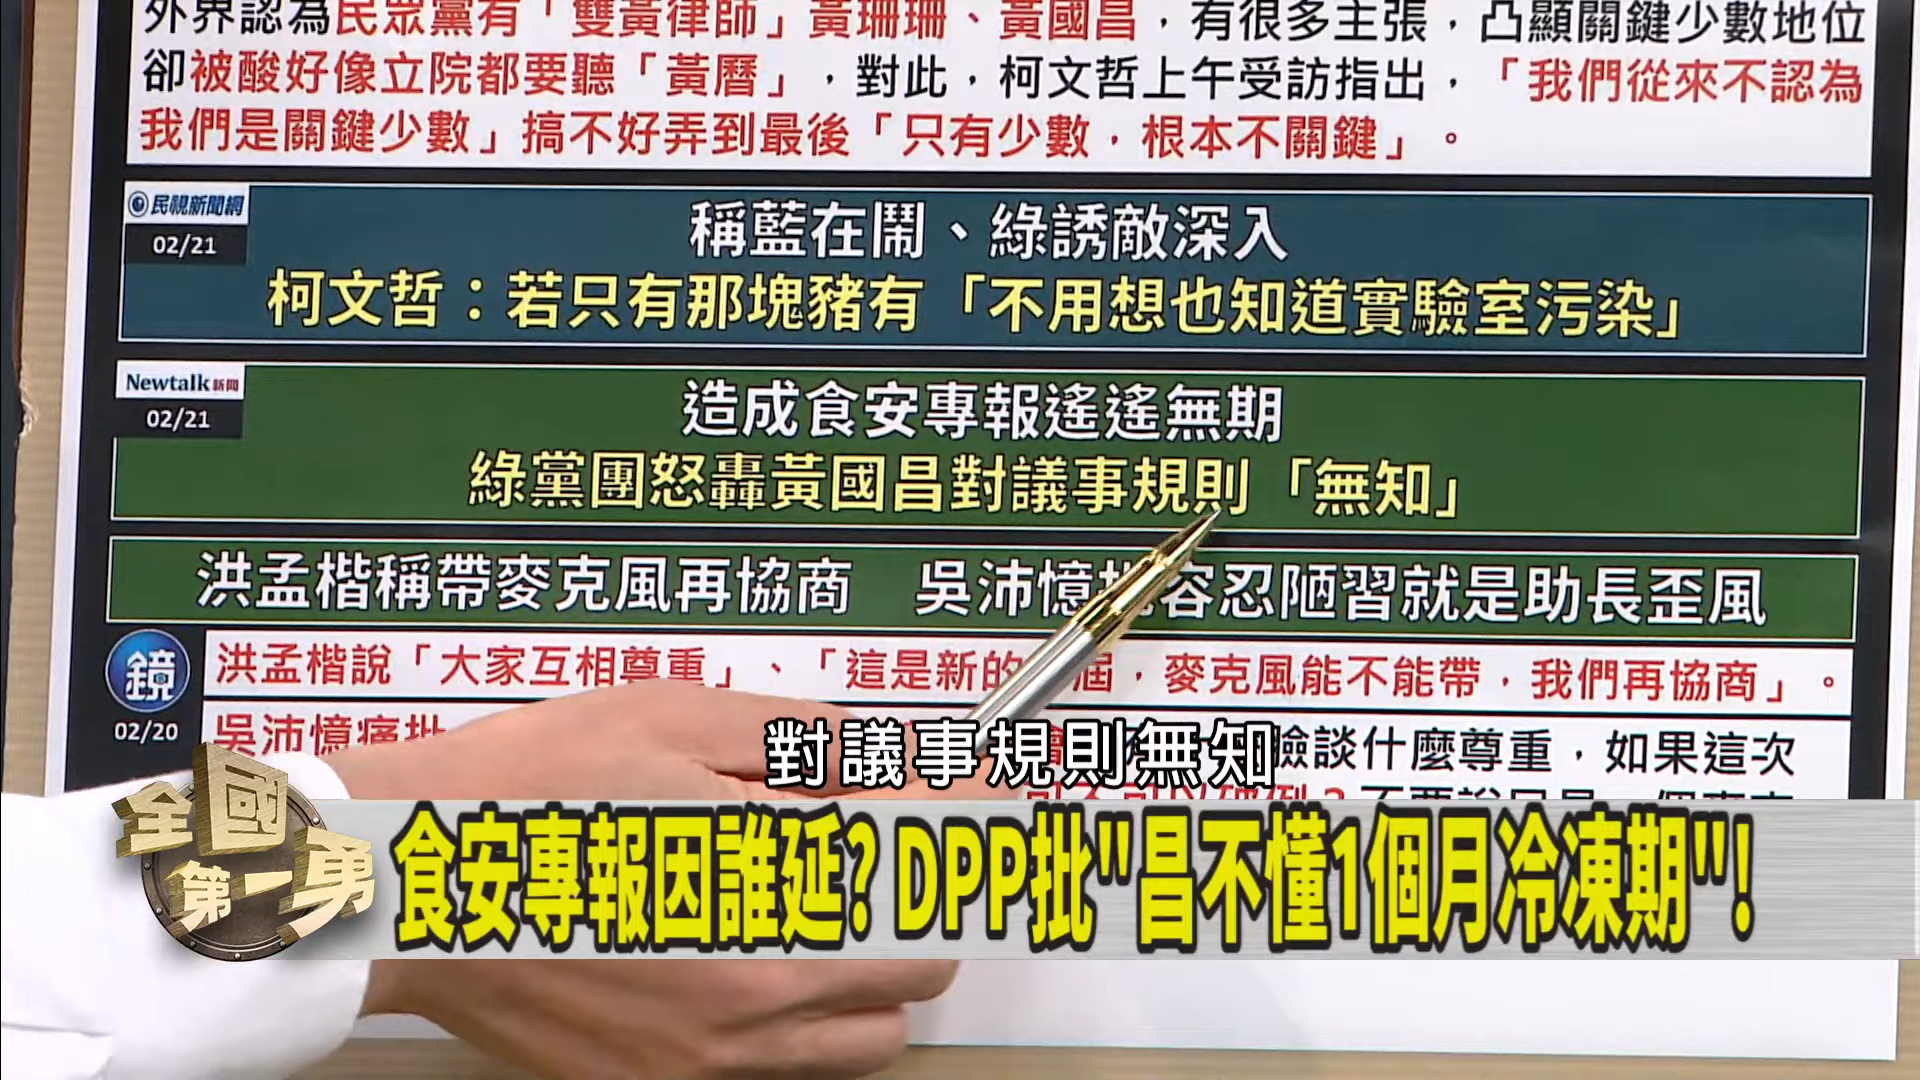 外界認為民眾黨有「雙黃律師」黃珊珊、黃國昌，有很多主張，凸顯關鍵少數地位
卻被酸好像立院都要聽「黃曆」，對此，柯文哲上午受訪指出，「我們從來不認為
我們是關鍵少數」搞不好弄到最後「只有少數，根本不關鍵」。
民視新聞網
02/21
稱藍在鬧、綠誘敵深入
柯文哲：若只有那塊豬有「不用想也知道實驗室污染」
Newtalk新聞
02/21
造成食安專報遙遙無期
綠黨團怒轟黃國昌對議事規則「無知」
洪孟楷稱帶麥克風再協商 吳沛憶批容忍陋習就是助長歪風
鏡
02/20
洪孟楷說「大家互相尊重」、「這是新的 屆，麥克風能不能帶，我們再協商」。
吳沛憶痛批 臉談什麼尊重，如果這次
對議事規則無知
全國第一勇
食安專報因誰延? DPP批"昌不懂1個月冷凍期"!